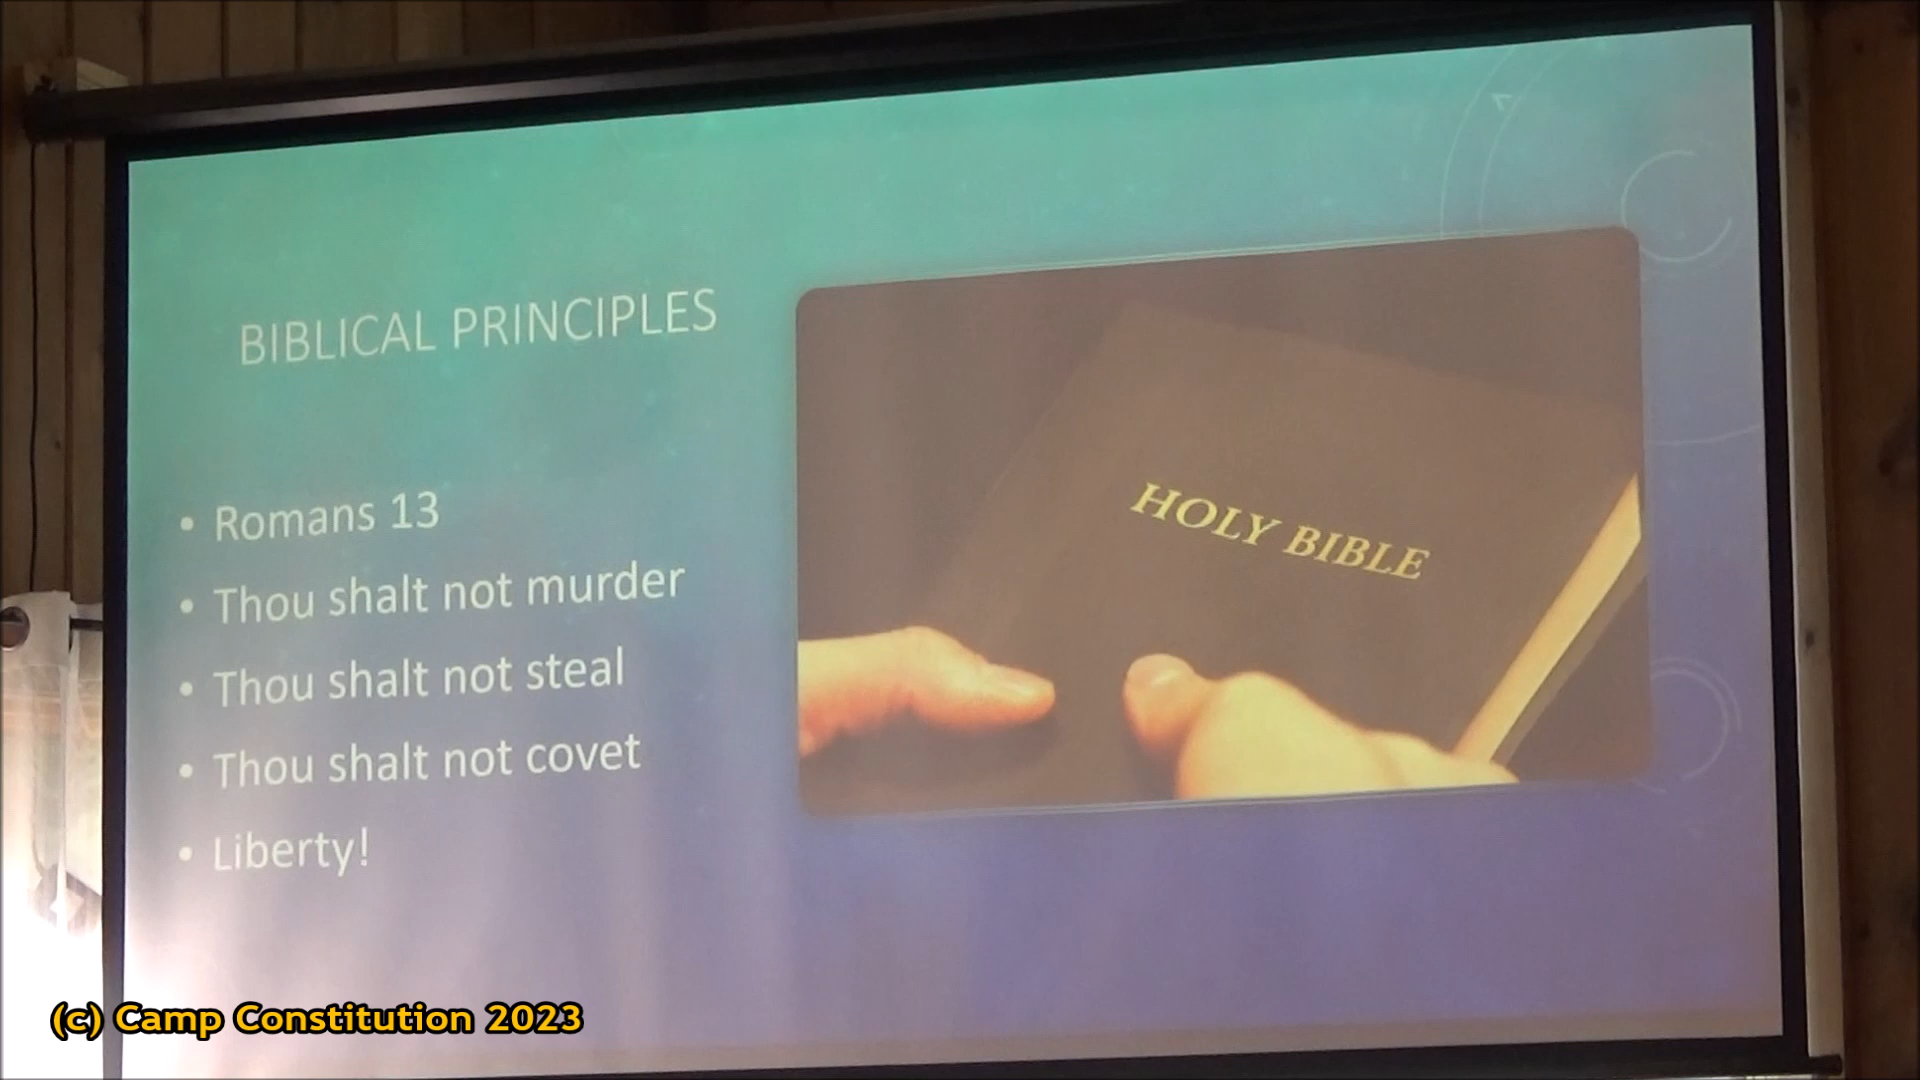 BIBLICAL PRINCIPLES
• Romans 13
• Thou shalt not murder
• Thou shalt not steal
• Thou shalt not covet
• Liberty!
HOLY BIBLE
(c) Camp Constitution 2023